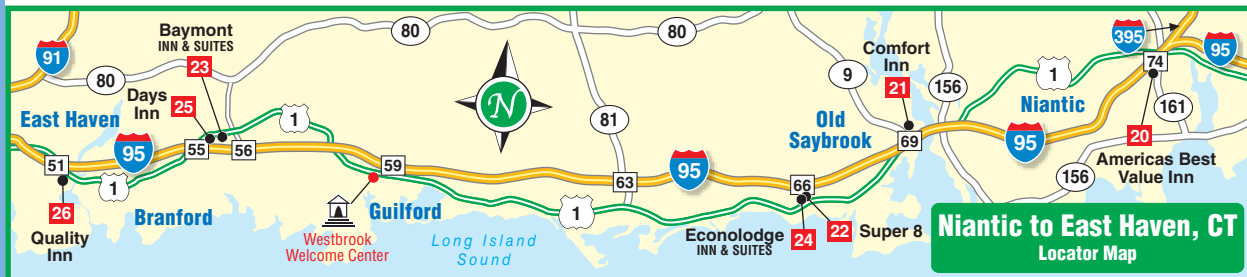 91
80
Baymont
INN & SUITES
23
Days
Inn
25
East Haven
95
51
1
26
Quality
Inn
Branford
55
56
1
80
N
80
59
Guilford
Westbrook
Welcome Center
Long Island
Sound
1
81
63
95
Econolodge
INN & SUITES
24
66
22
Super 8
Old
Saybrook
9
Comfort
Inn
21
69
156
1
Niantic
95
395
95
74
161
20
Americas Best
Value Inn
156
Niantic to East Haven, CT
Locator Map